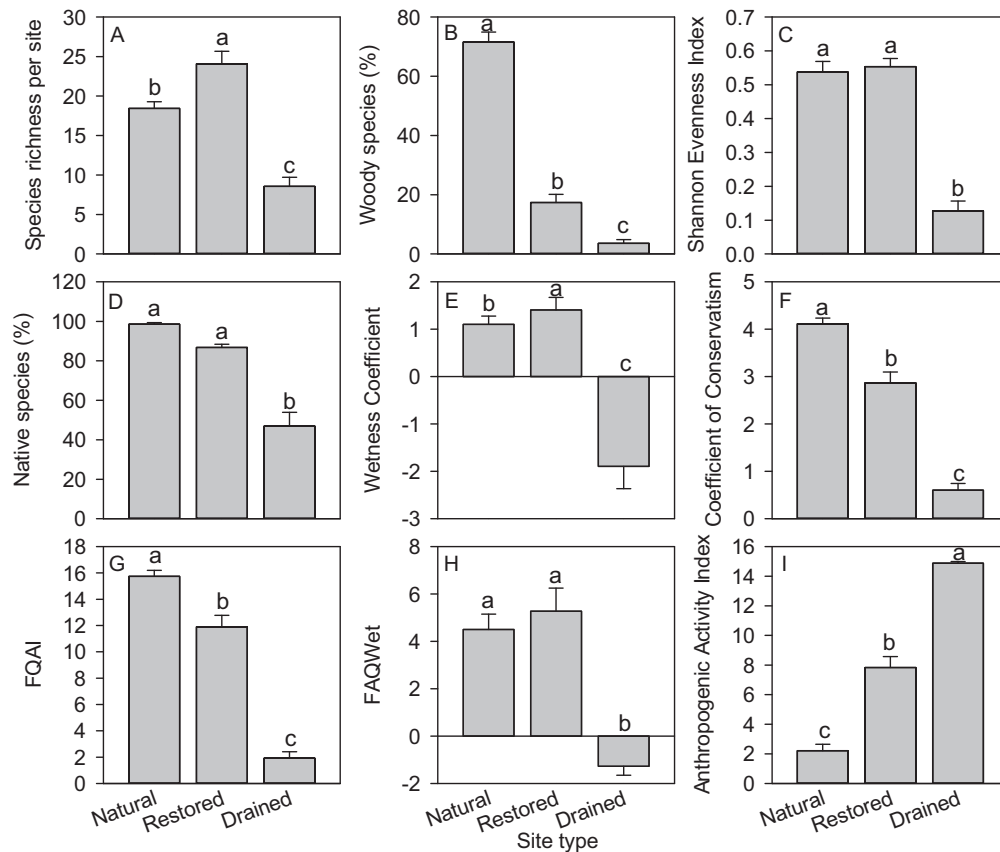 Species richness per site
30
25
20
15
10
5
0
A
b
a
c
Woody species (%)
80
60
40
20
0
B
a
b
c
Shannon Evenness Index
0.7
0.6
0.5
0.4
0.3
0.2
0.1
0.0
C
a
a
b
Native species (%)
120
100
80
60
40
20
0
D
a
a
b
Wetness Coefficient
2
1
0
-1
-2
-3
E
b
a
c
Coefficient of Conservatism
5
4
3
2
1
0
F
a
b
c
FQAI
18
16
14
12
10
8
6
4
2
0
G
a
b
c
Natural
Restored
Drained
FAQWet
8
6
4
2
0
-2
H
a
a
b
Natural
Restored
Drained
Anthropogenic Activity Index
16
14
12
10
8
6
4
2
0
I
c
b
a
Natural
Restored
Drained
Site type